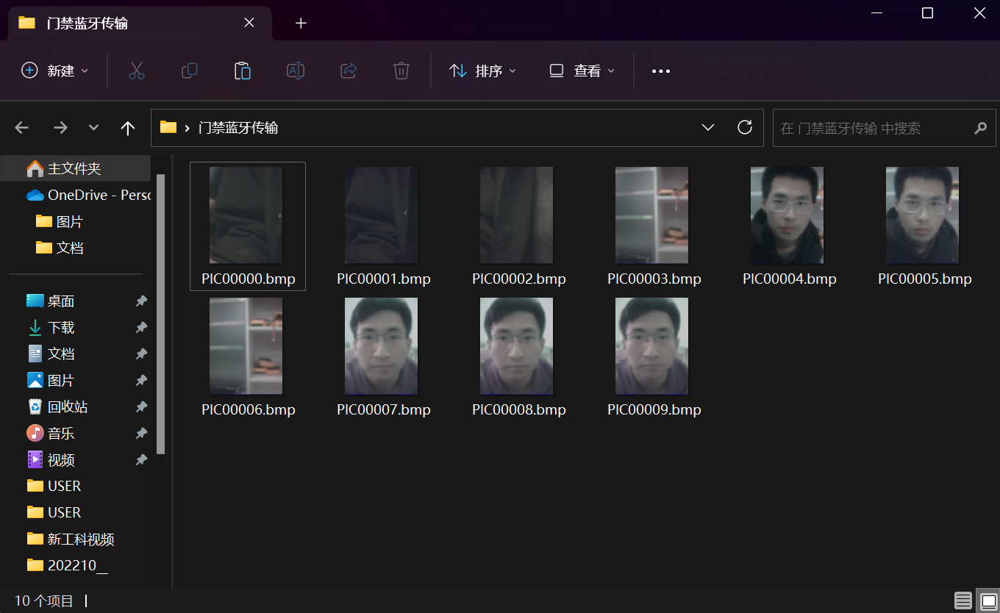 门禁蓝牙传输
新建
排序
查看
门禁蓝牙传输
在 门禁蓝牙传输 中搜索
主文件夹
OneDrive - Perso
图片
文档
桌面
下载
文档
图片
回收站
音乐
视频
USER
USER
新工科视频
202210__
PIC00000.bmp
PIC00001.bmp
PIC00002.bmp
PIC00003.bmp
PIC00004.bmp
PIC00005.bmp
PIC00006.bmp
PIC00007.bmp
PIC00008.bmp
PIC00009.bmp
10 个项目